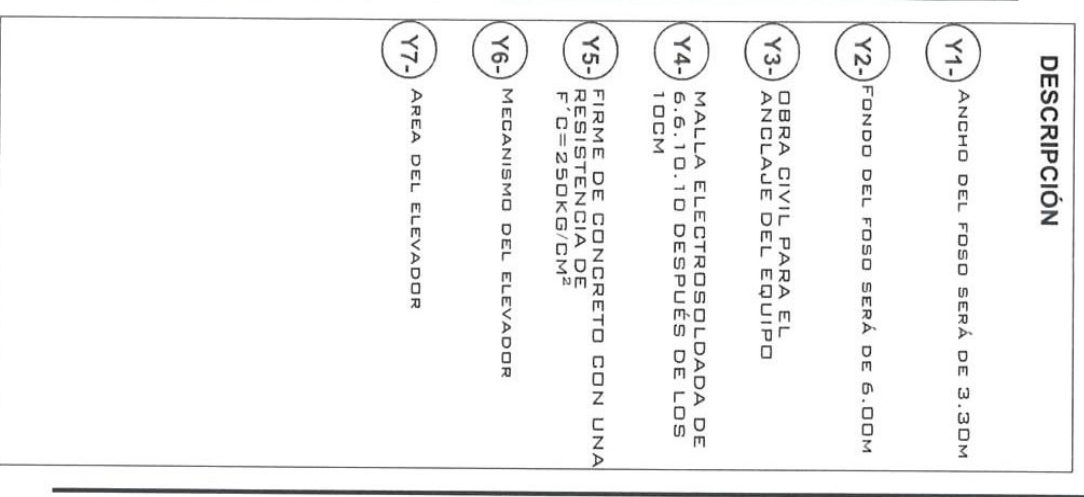 DESCRIPCIÓN
Y1- ANCHO DEL FOSO SERÁ DE 3.30M
Y2- FONDO DEL FOSO SERÁ DE 6.00M
Y3- OBRA CIVIL PARA EL
ANCLAJE DEL EQUIPO
Y4- MALLA ELECTROSOLDADA DE
6.6.10.10 DESPUÉS DE LOS
10CM
Y5- FIRME DE CONCRETO CON UNA
RESISTENCIA DE
F´C=250KG/CM²
Y6- MECANISMO DEL ELEVADOR
Y7- AREA DEL ELEVADOR